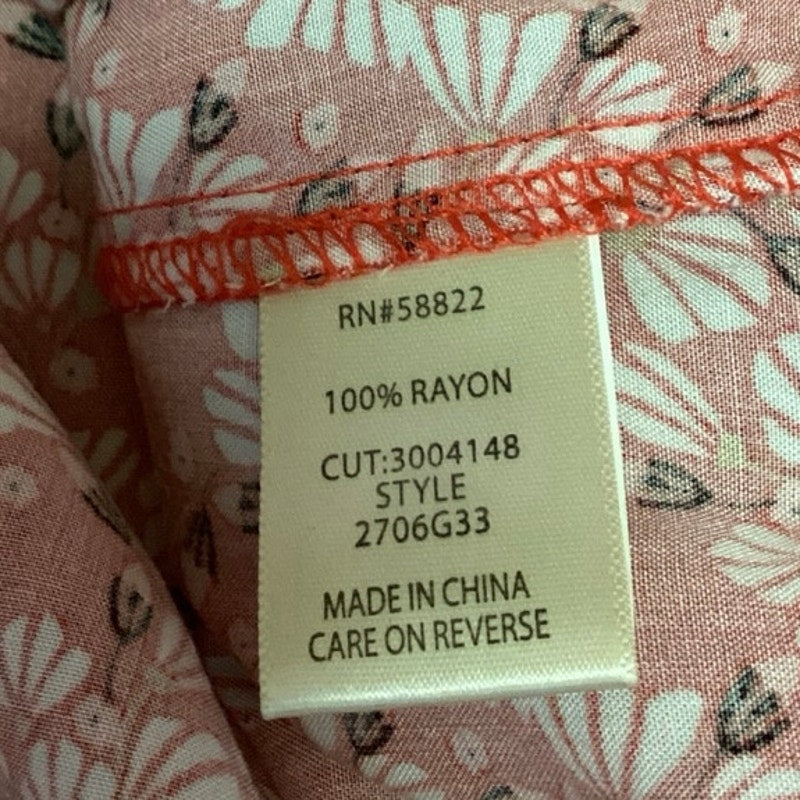 RN#58822
100% RAYON
CUT:3004148
STYLE
2706G33
MADE IN CHINA
CARE ON REVERSE